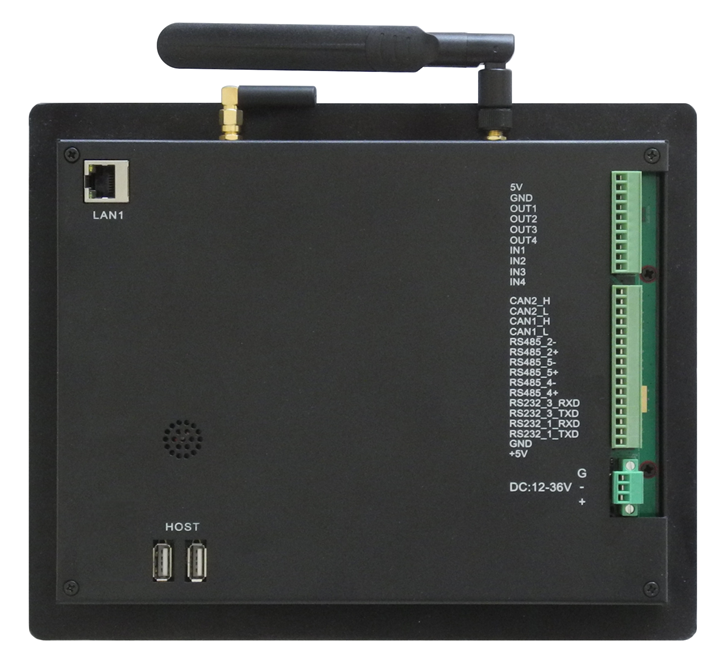 LAN1
5V
GND
OUT1
OUT2
OUT3
OUT4
IN1
IN2
IN3
IN4
CAN2_H
CAN2_L
CAN1_H
CAN1_L
RS485_2-
RS485_2+
RS485_5-
RS485_5+
RS485_4-
RS485_4+
RS232_3_RXD
RS232_3_TXD
RS232_1_RXD
RS232_1_TXD
GND
+5V
G
DC:12-36V -
+
HOST